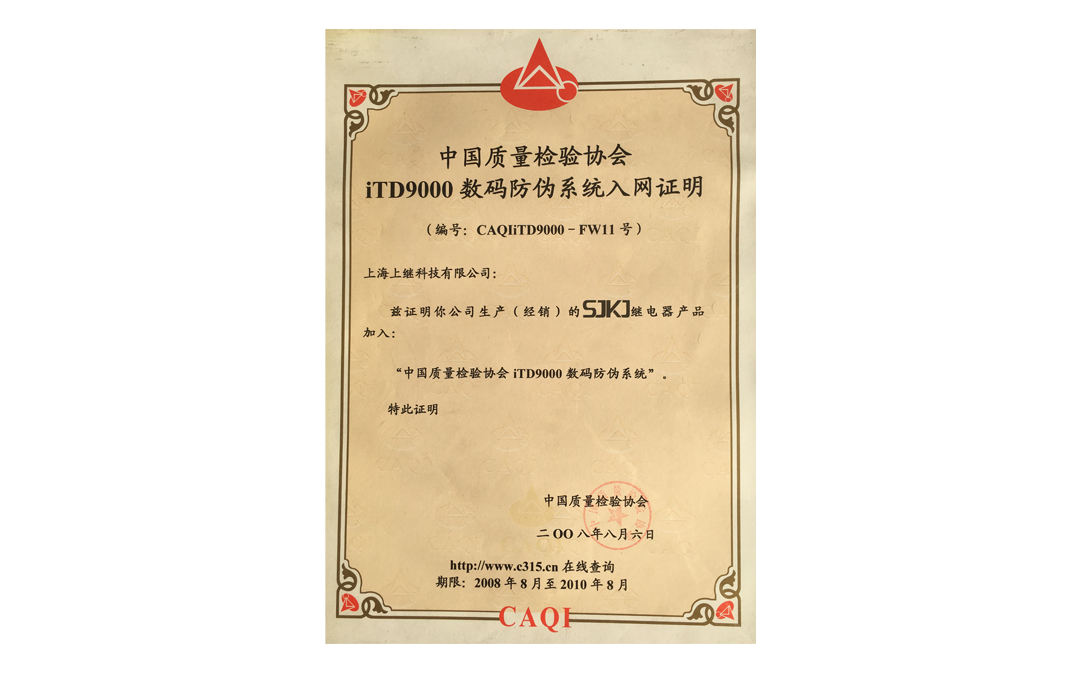 中国质量检验协会
iTD9000 数码防伪系统入网证明
（编号：CAQIiTD9000－FW11 号）
上海上继科技有限公司：
兹证明你公司生产（经销）的SJKJ继电器产品
加入：
“中国质量检验协会 iTD9000 数码防伪系统”。
特此证明
中国质量检验协会
二OO八年八月六日
http://www.c315.cn 在线查询
期限：2008 年 8 月至 2010 年 8 月
CAQI